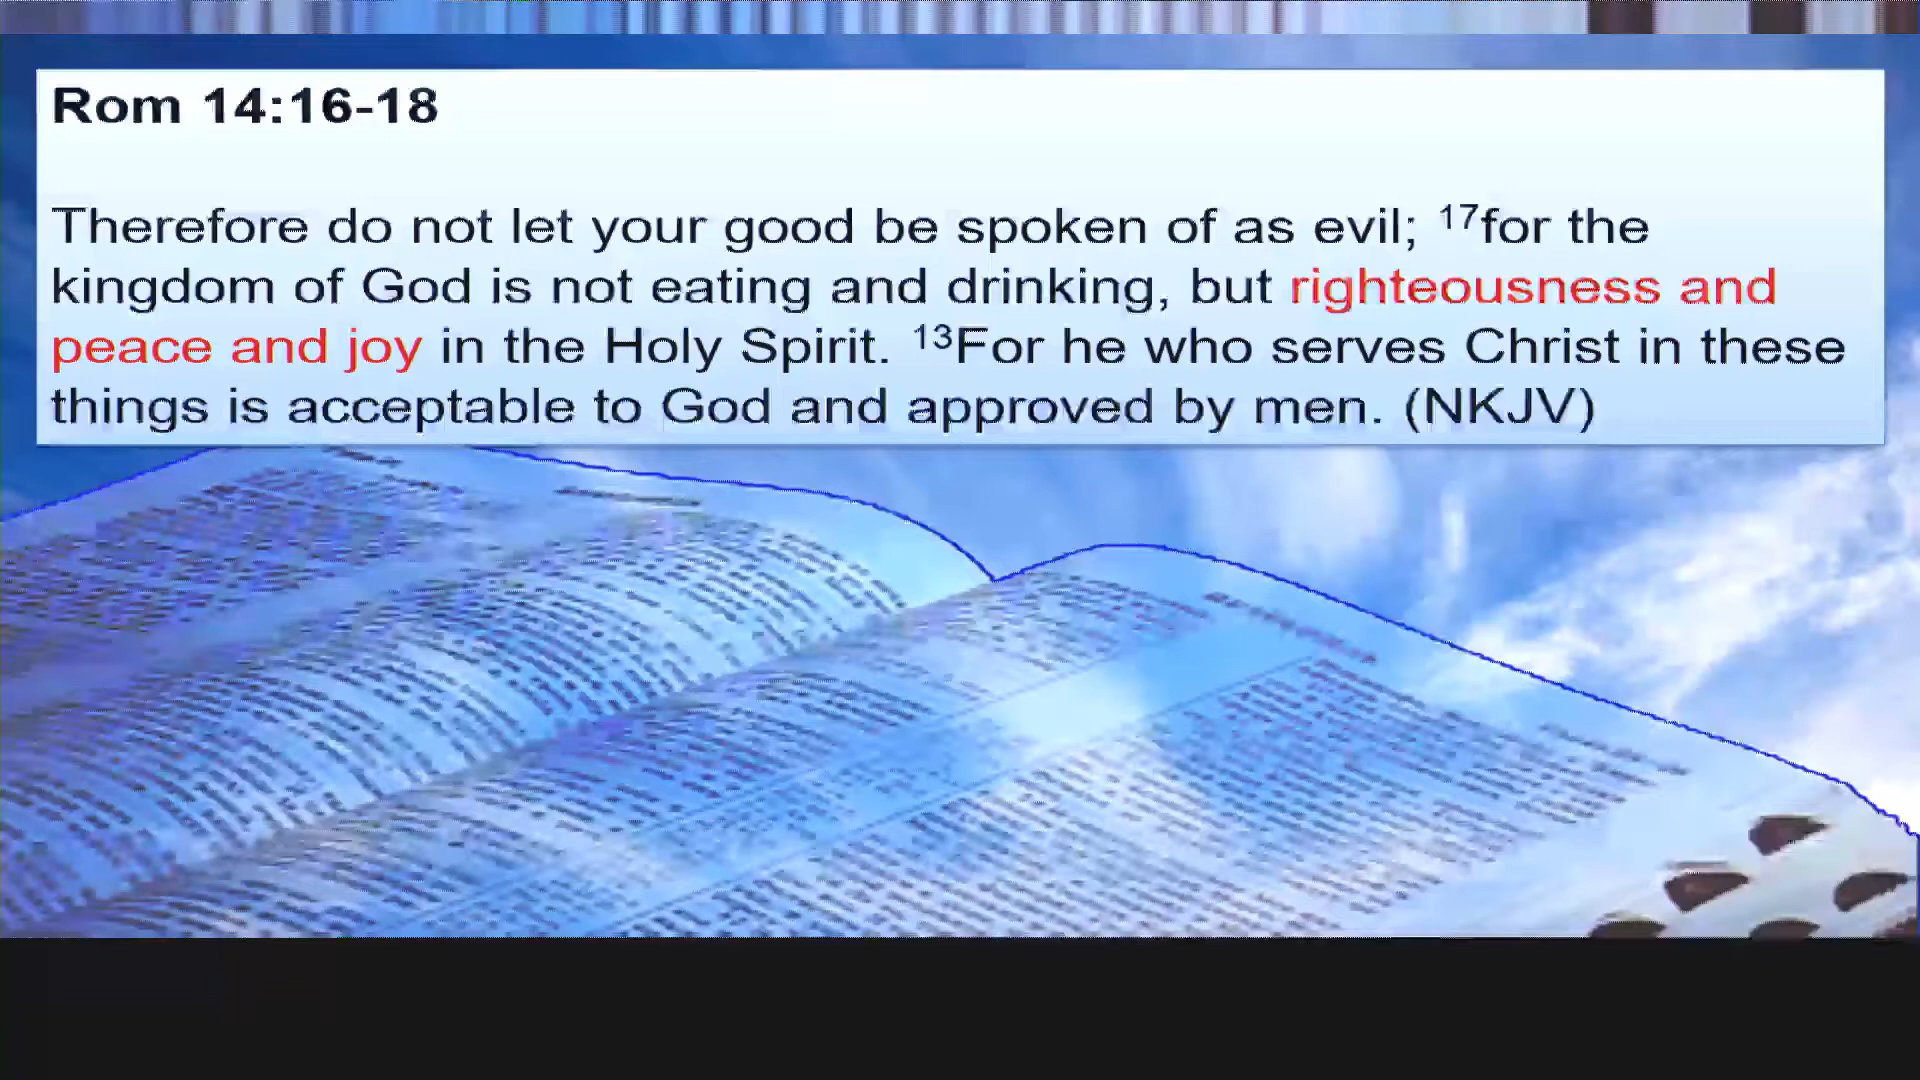 Rom 14:16-18
Therefore do not let your good be spoken of as evil; 17for the
kingdom of God is not eating and drinking, but righteousness and
peace and joy in the Holy Spirit. 13For he who serves Christ in these
things is acceptable to God and approved by men. (NKJV)